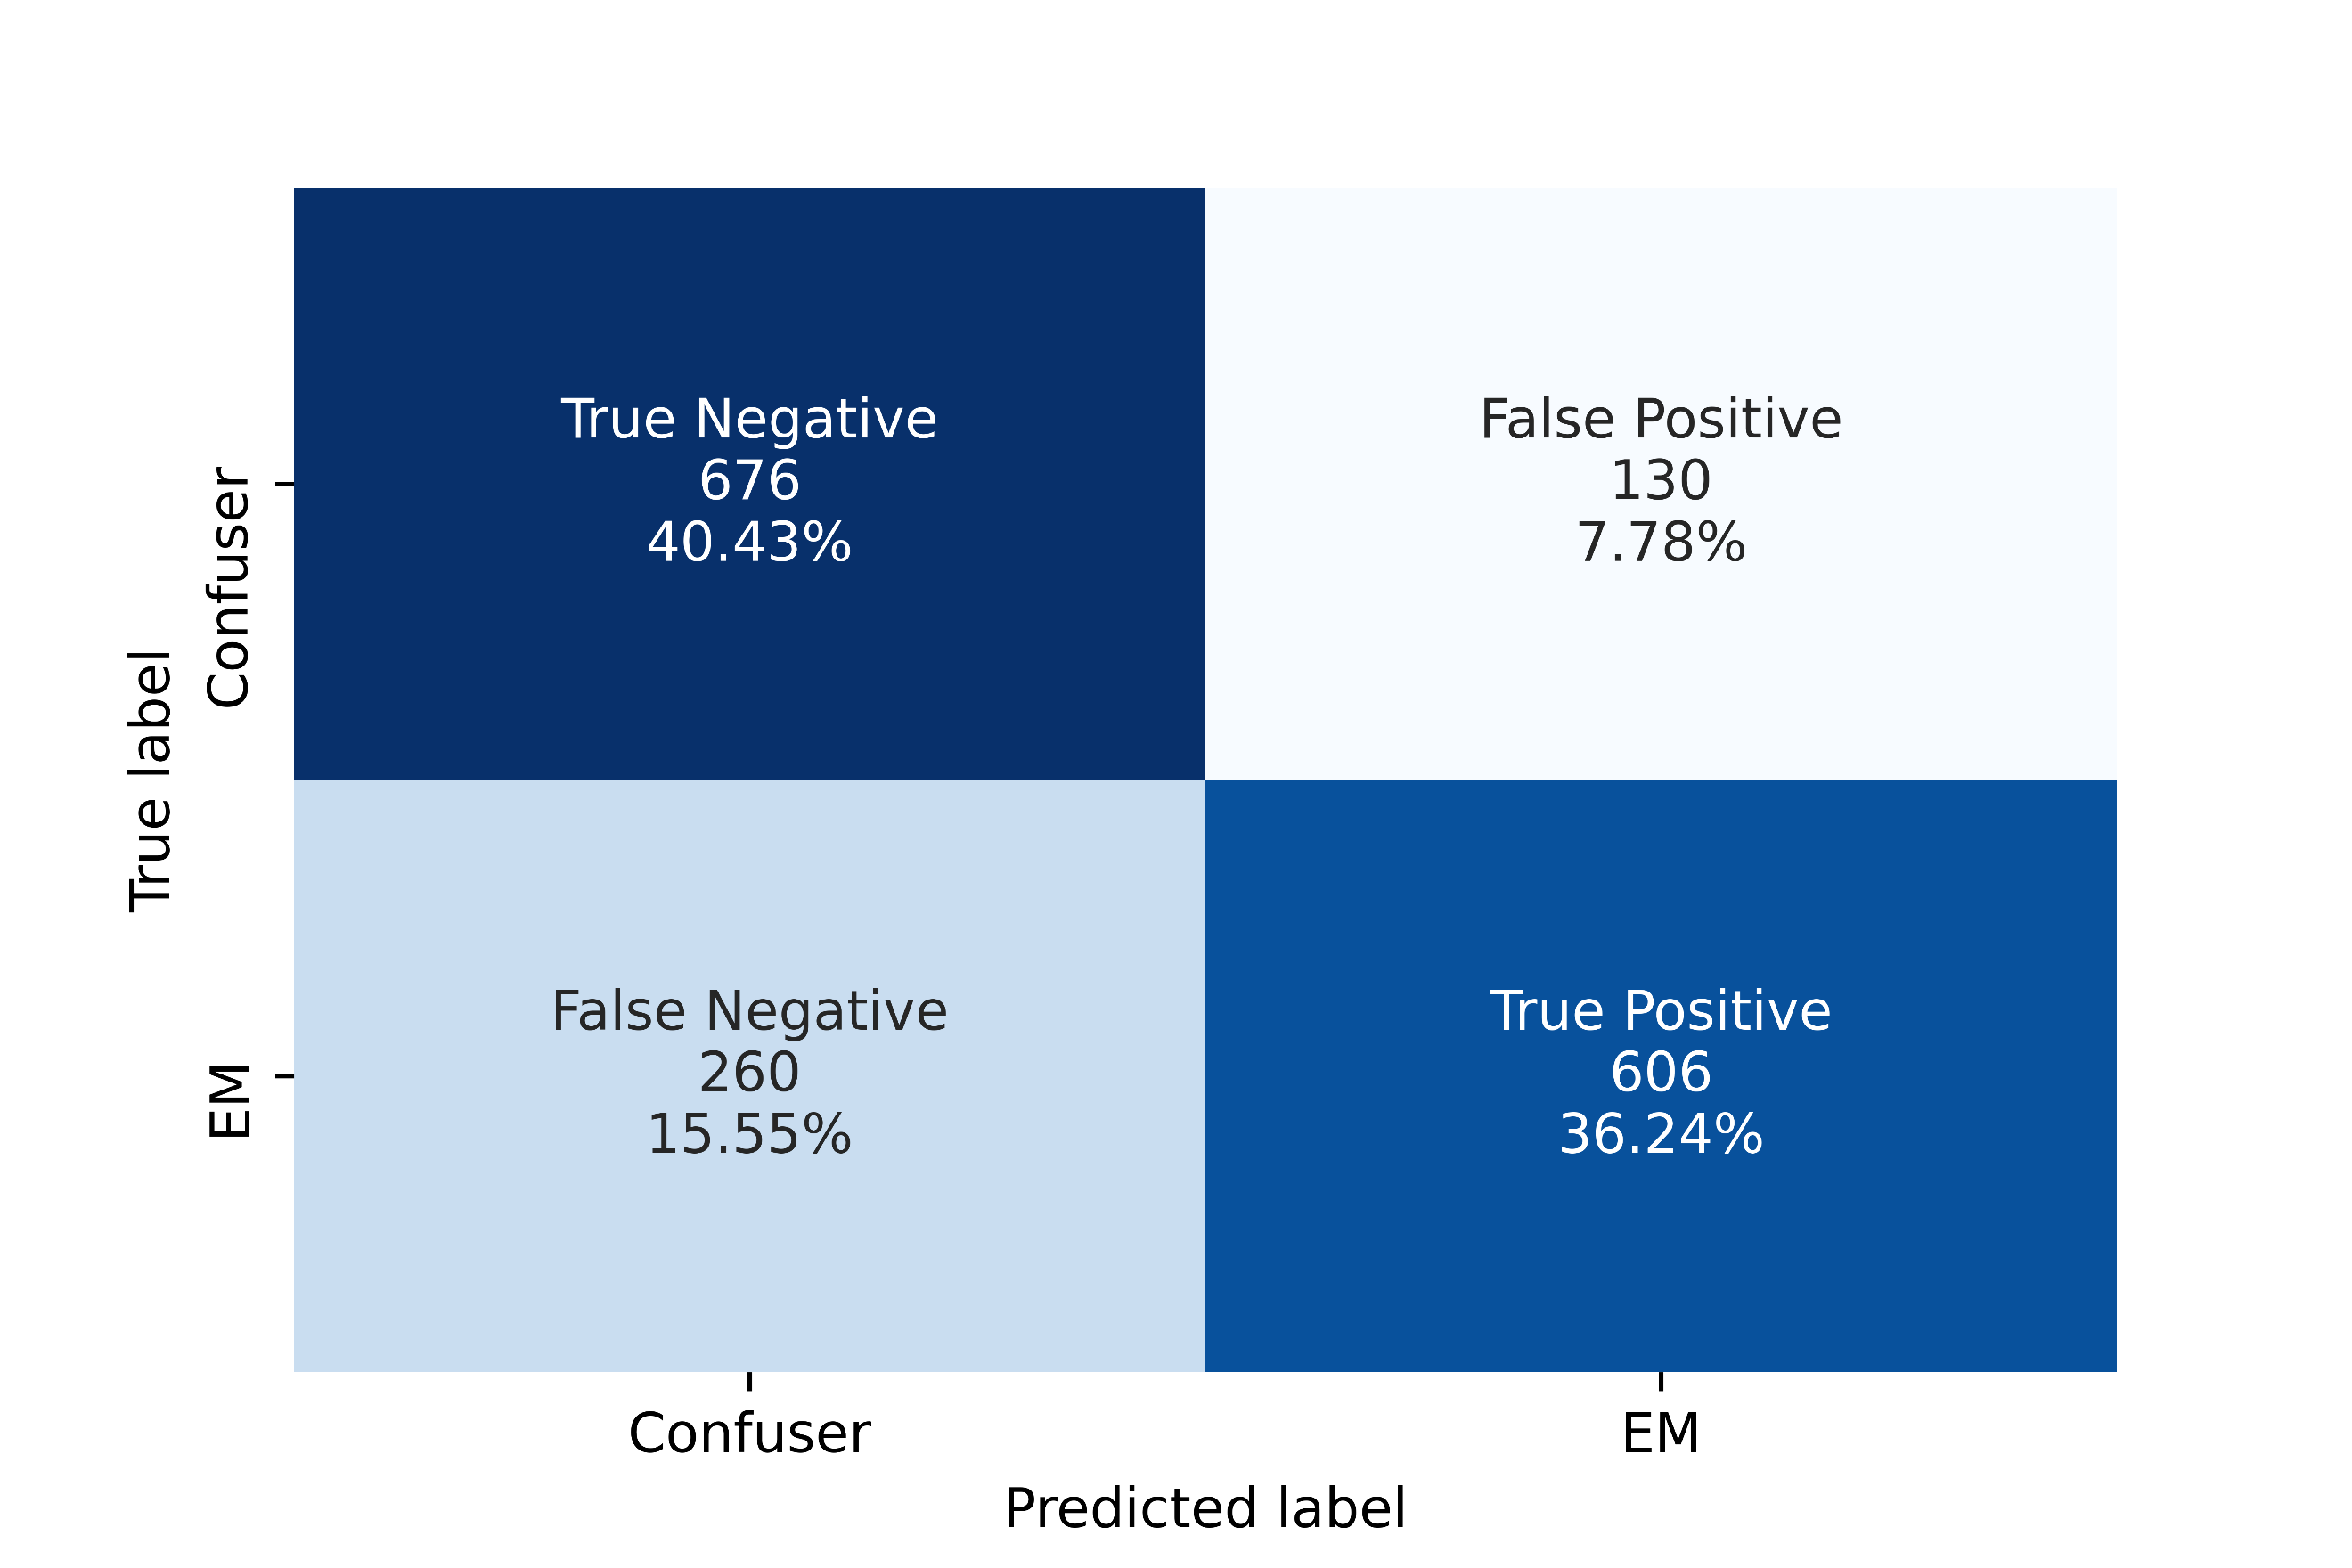 True label
Confuser
True Negative
676
40.43%
False Positive
130
7.78%
EM
False Negative
260
15.55%
True Positive
606
36.24%
Confuser
EM
Predicted label